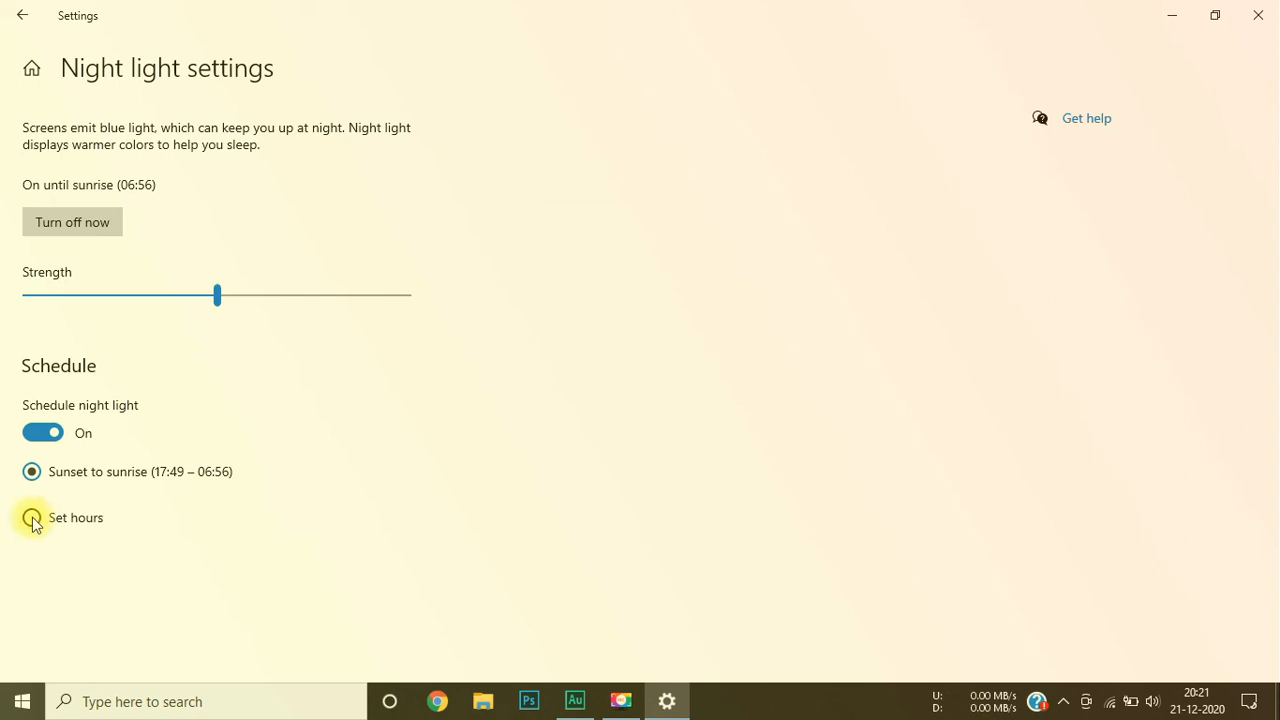 Settings
Night light settings
Screens emit blue light, which can keep you up at night. Night light
displays warmer colors to help you sleep.
Get help
On until sunrise (06:56)
Turn off now
Strength
Schedule
Schedule night light
On
Sunset to sunrise (17:49 – 06:56)
Set hours
Type here to search
Ps
Au
U: 0.00 MB/s
D: 0.00 MB/s
20:21
21-12-2020